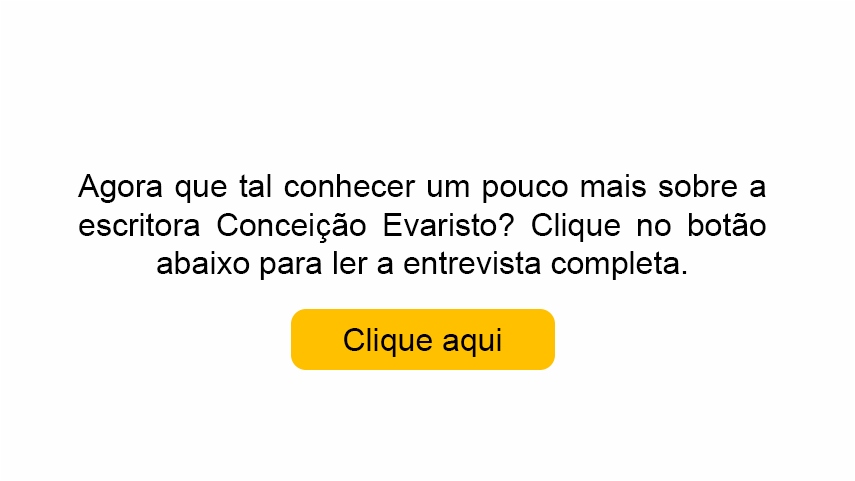 Agora que tal conhecer um pouco mais sobre a
escritora Conceição Evaristo? Clique no botão
abaixo para ler a entrevista completa.
Clique aqui